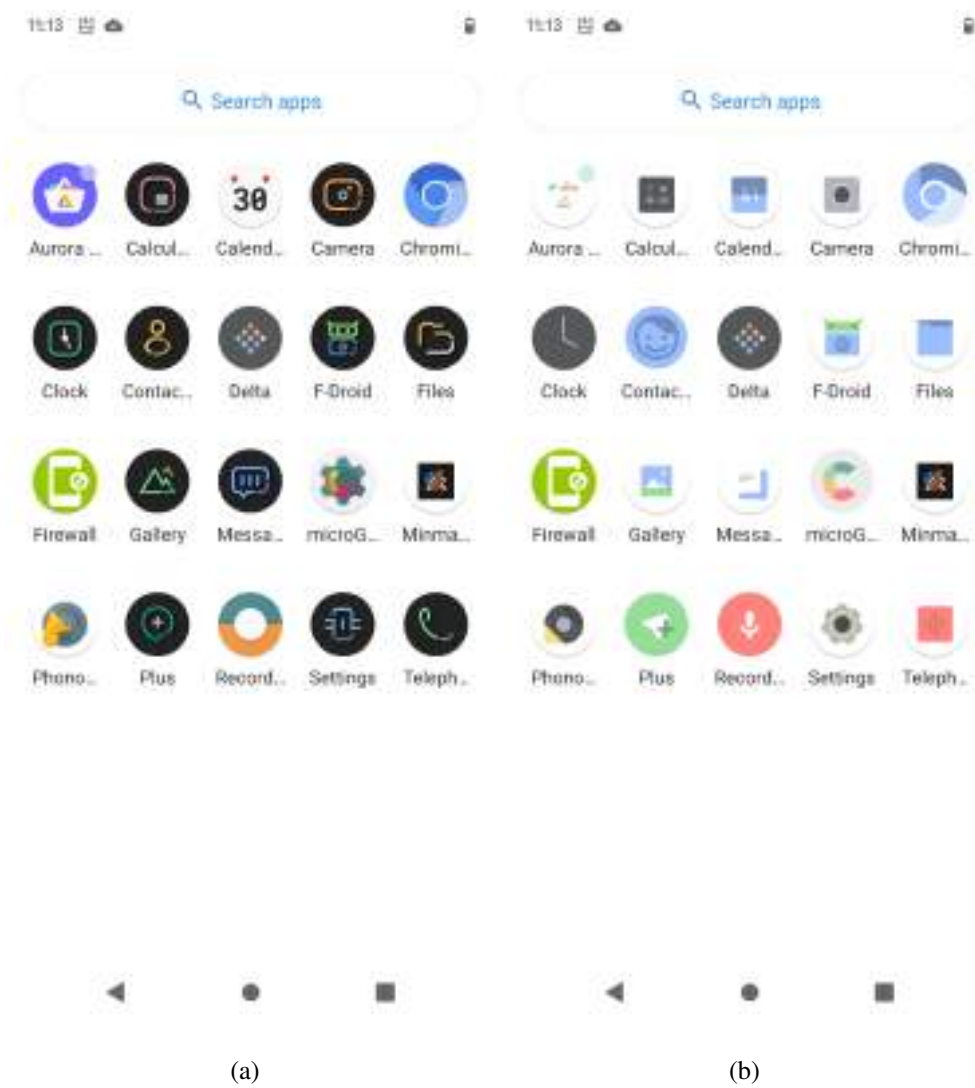 11:13 11:13
Search apps Search apps
30
Aurora ... Calcul... Calend... Camera Chromi... Aurora ... Calcul... Calend... Camera Chromi...
Clock Contac... Delta F-Droid Files Clock Contac... Delta F-Droid Files
Firewall Gallery Messa... microG... Minma... Firewall Gallery Messa... microG... Minma...
Phono... Plus Record... Settings Teleph... Phono... Plus Record... Settings Teleph...
(a) (b)